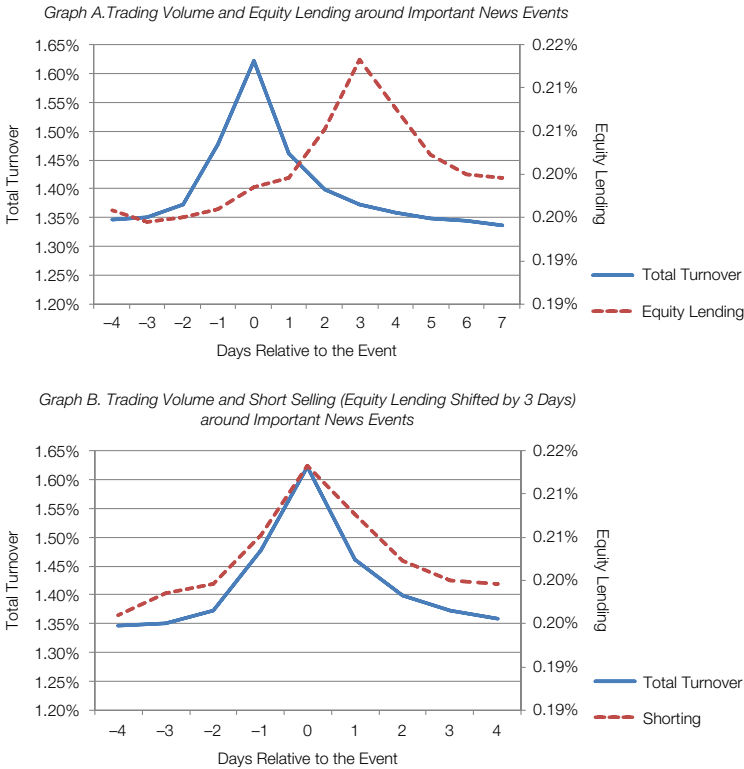 Graph A.Trading Volume and Equity Lending around Important News Events
1.65%
1.60%
1.55%
1.50%
1.45%
1.40%
1.35%
1.30%
1.25%
1.20%
Total Turnover
0.22%
0.21%
0.21%
0.20%
0.20%
0.19%
0.19%
Equity Lending
–4 –3 –2 –1 0 1 2 3 4 5 6 7
Days Relative to the Event
Total Turnover
Equity Lending
Graph B. Trading Volume and Short Selling (Equity Lending Shifted by 3 Days)
around Important News Events
1.65%
1.60%
1.55%
1.50%
1.45%
1.40%
1.35%
1.30%
1.25%
1.20%
Total Turnover
0.22%
0.21%
0.21%
0.20%
0.20%
0.19%
0.19%
Equity Lending
–4 –3 –2 –1 0 1 2 3 4
Days Relative to the Event
Total Turnover
Shorting